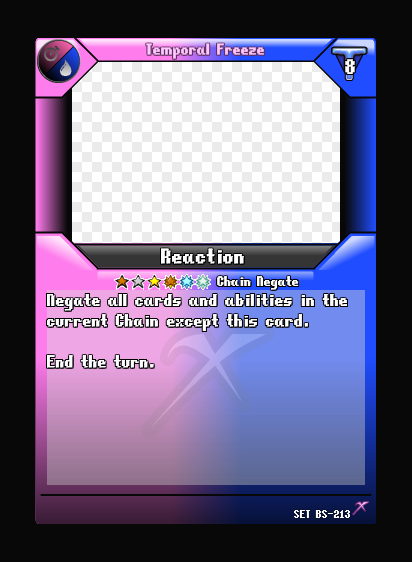 Temporal Freeze
8
Reaction
Chain Negate
Negate all cards and abilities in the
current Chain except this card.
End the turn.
SET BS-213